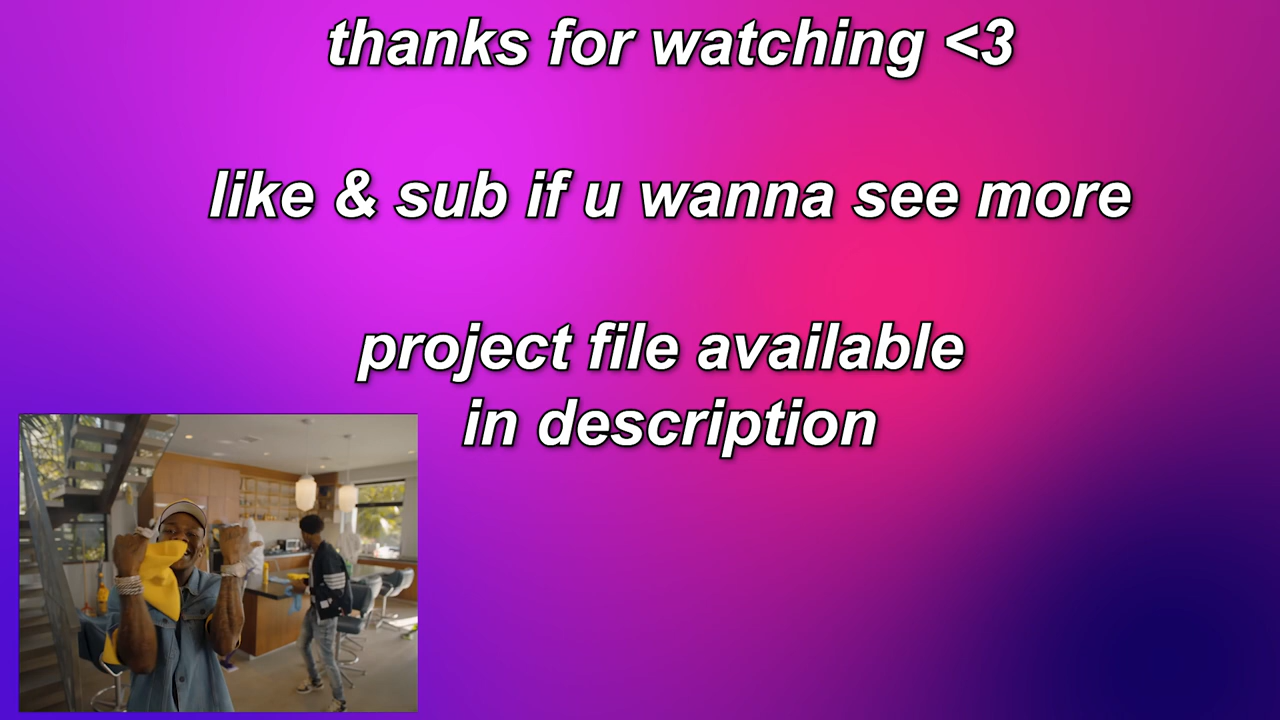 thanks for watching <3
like & sub if u wanna see more
project file available
in description